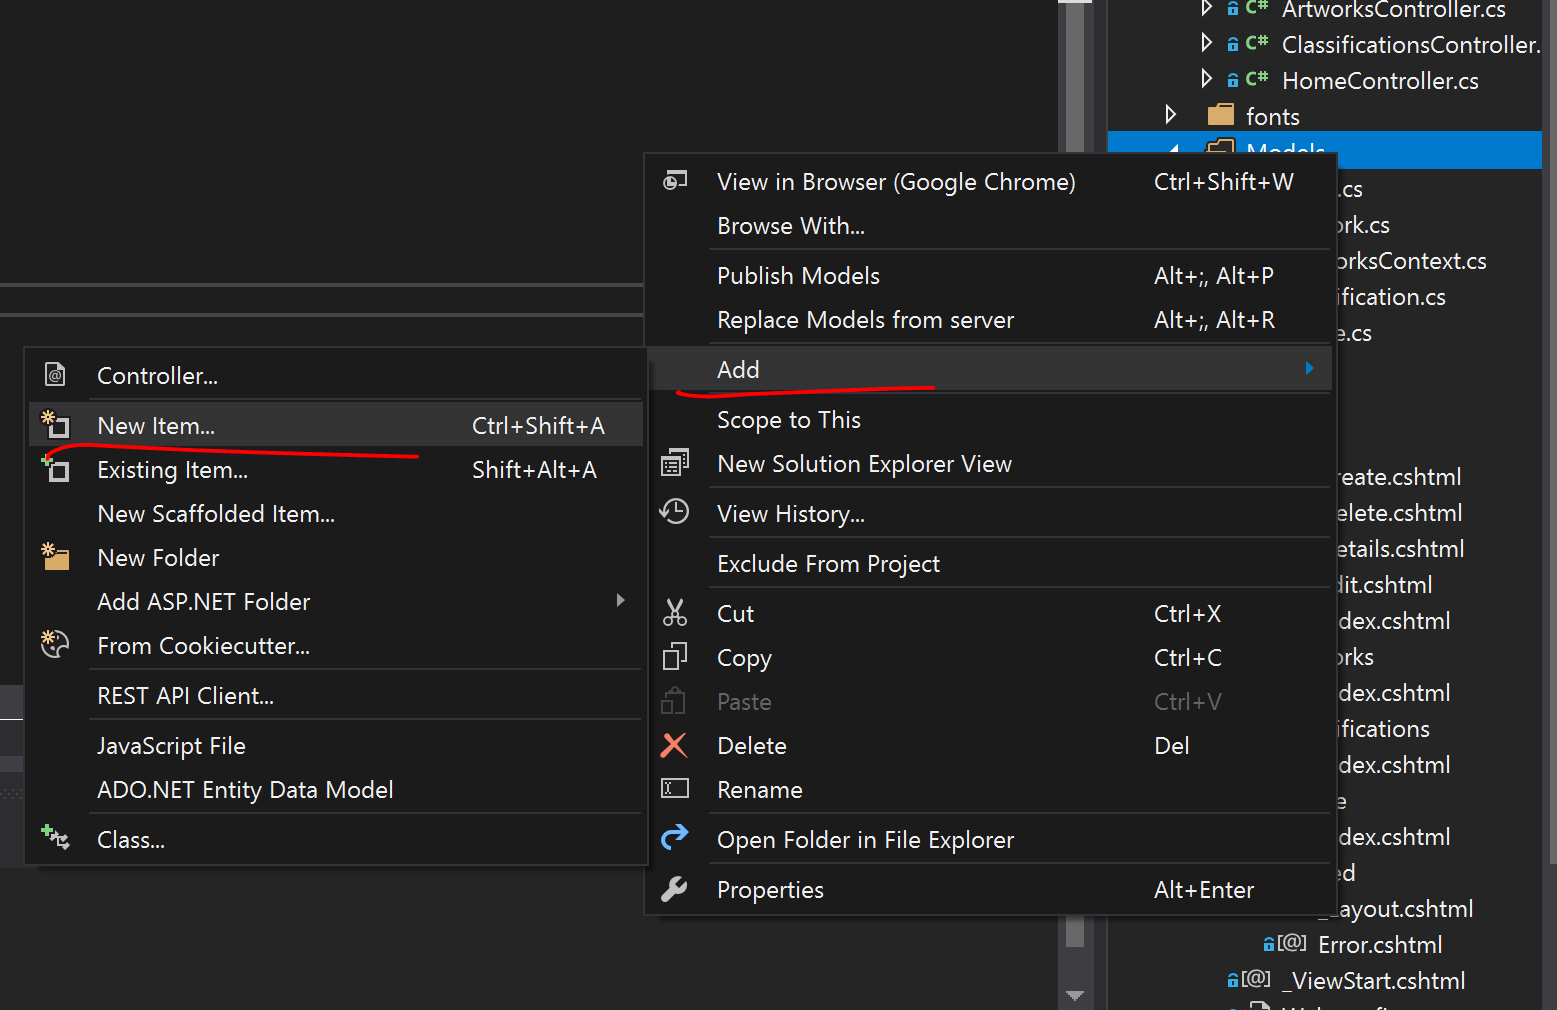 ArtworksController.cs
ClassificationsController.
HomeController.cs
fonts
Models
View in Browser (Google Chrome) Ctrl+Shift+W
.cs
Browse With...
ork.cs
orksContext.cs
Publish Models Alt+;, Alt+P
ification.cs
Replace Models from server Alt+;, Alt+R
e.cs
Add
Scope to This
New Solution Explorer View
View History...
Exclude From Project
Cut Ctrl+X
Copy Ctrl+C
Paste Ctrl+V
Delete Del
Rename
Open Folder in File Explorer
Properties Alt+Enter
Controller...
New Item... Ctrl+Shift+A
Existing Item... Shift+Alt+A
New Scaffolded Item...
New Folder
Add ASP.NET Folder
From Cookiecutter...
REST API Client...
JavaScript File
ADO.NET Entity Data Model
Class...
reate.cshtml
elete.cshtml
etails.cshtml
dit.cshtml
dex.cshtml
orks
dex.cshtml
ifications
dex.cshtml
e
dex.cshtml
ed
_Layout.cshtml
Error.cshtml
_ViewStart.cshtml